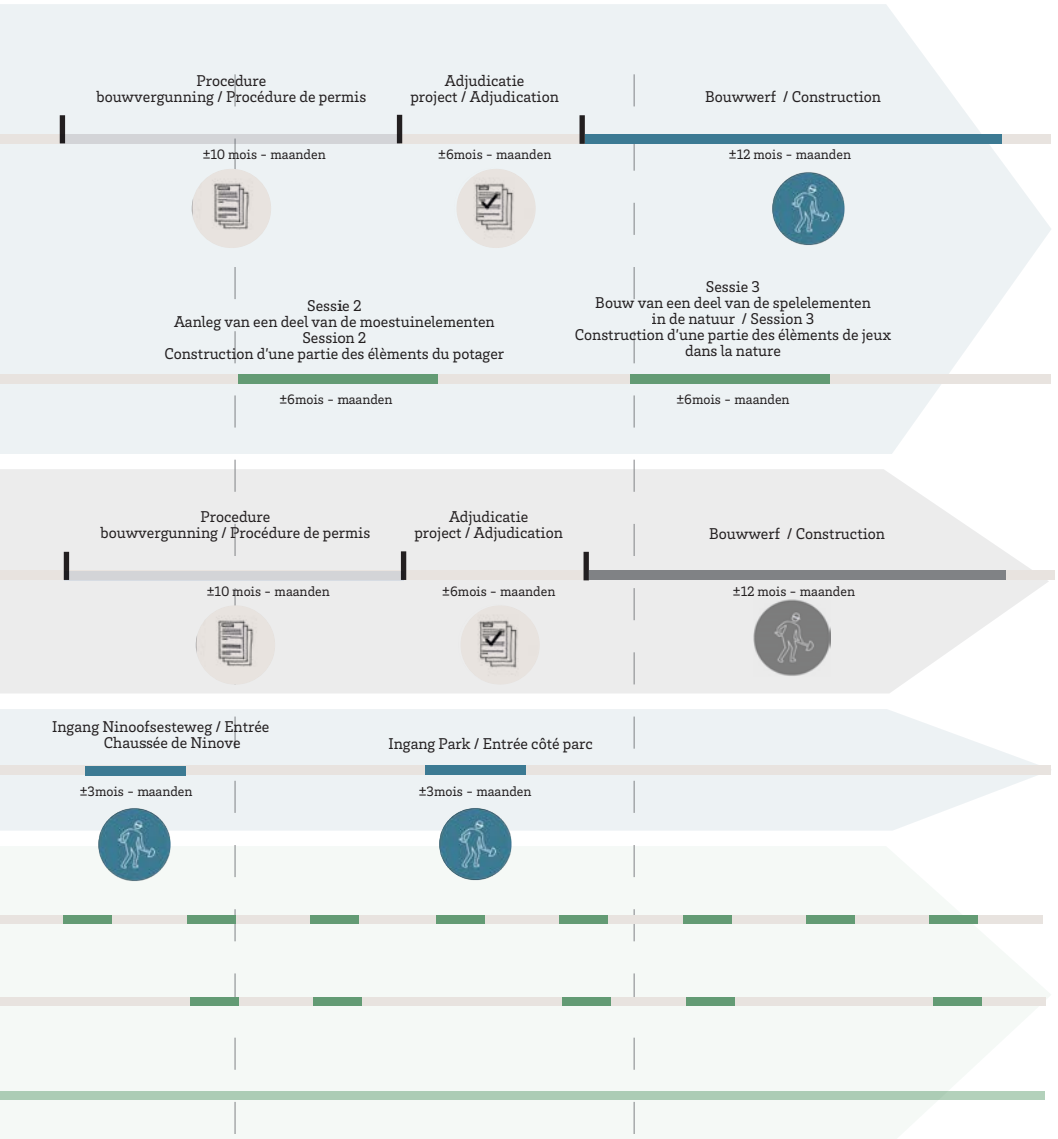 Procedure
bouwvergunning / Procédure de permis
Adjudicatie
project / Adjudication
Bouwwerf / Construction
±10 mois - maanden
±6mois - maanden
±12 mois - maanden
Sessie 2
Aanleg van een deel van de moestuinelementen
Session 2
Construction d'une partie des élèments du potager
Sessie 3
Bouw van een deel van de spelelementen
in de natuur / Session 3
Construction d'une partie des élèments de jeux
dans la nature
±6mois - maanden
±6mois - maanden
Procedure
bouwvergunning / Procédure de permis
Adjudicatie
project / Adjudication
Bouwwerf / Construction
±10 mois - maanden
±6mois - maanden
±12 mois - maanden
Ingang Ninoofsesteweg / Entrée
Chaussée de Ninove
Ingang Park / Entrée côté parc
±3mois - maanden
±3mois - maanden